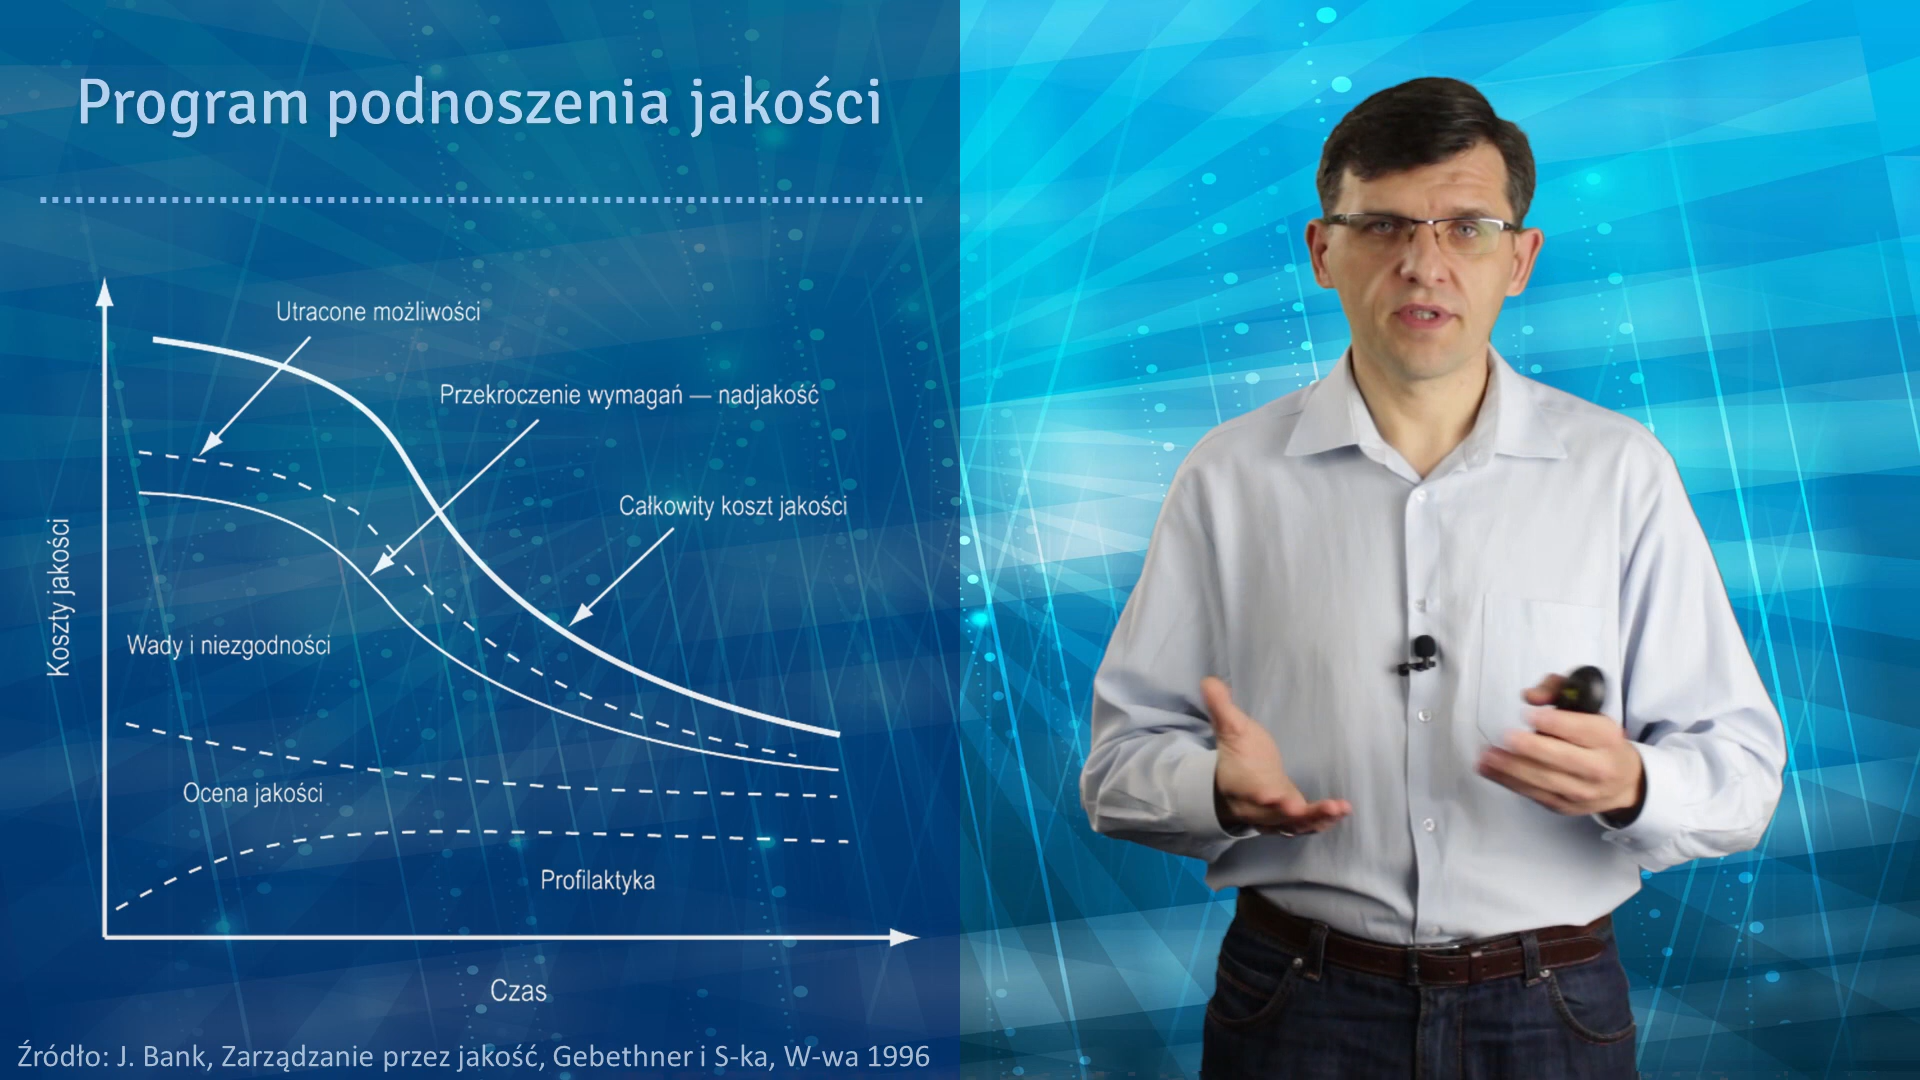 Program podnoszenia jakości
Utracone możliwości
Przekroczenie wymagań — nadjakość
Całkowity koszt jakości
Koszty jakości
Wady i niezgodności
Ocena jakości
Profilaktyka
Czas
Źródło: J. Bank, Zarządzanie przez jakość, Gebethner i S-ka, W-wa 1996